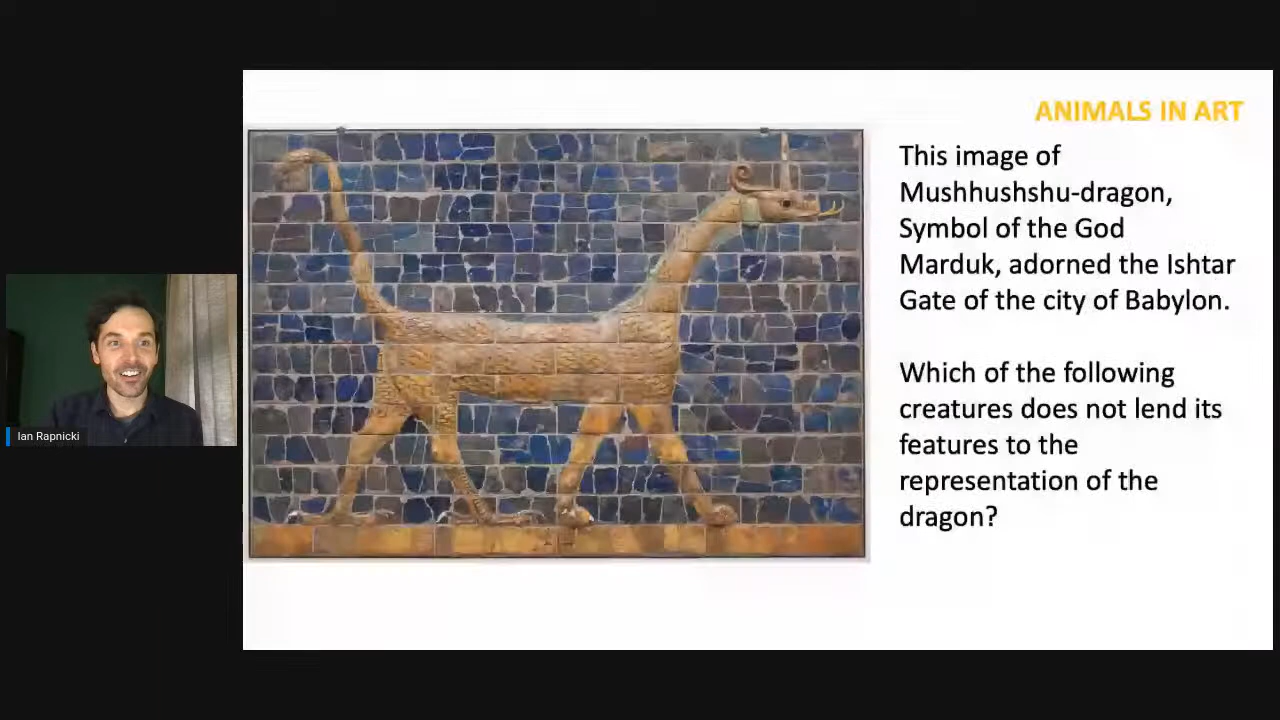 ANIMALS IN ART
This image of
Mushhushshu-dragon,
Symbol of the God
Marduk, adorned the Ishtar
Gate of the city of Babylon.
Which of the following
creatures does not lend its
features to the
representation of the
dragon?
Ian Rapnicki